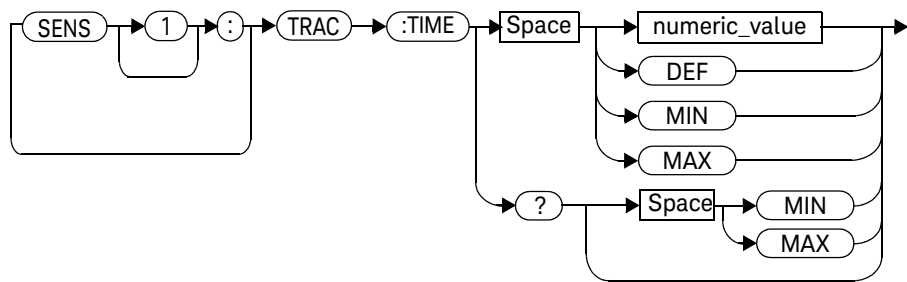 SENS 1 : TRAC :TIME Space numeric_value
DEF
MIN
MAX
? Space MIN
MAX